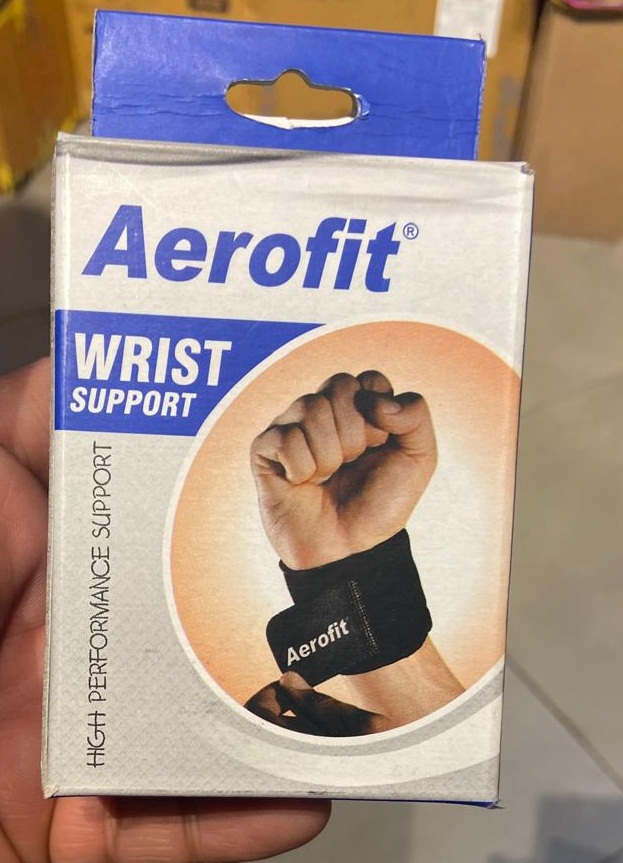 Aerofit®
WRIST
SUPPORT
HIGH PERFORMANCE SUPPORT
Aerofit